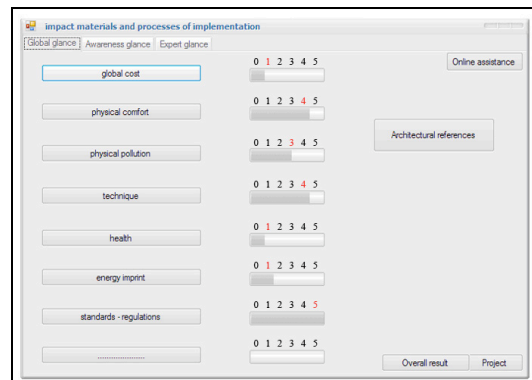 impact materials and processes of implementation
Global glance Awareness glance Expert glance
0 1 2 3 4 5
global cost
Online assistance
0 1 2 3 4 5
physical comfort
Architectural references
0 1 2 3 4 5
physical pollution
0 1 2 3 4 5
technique
0 1 2 3 4 5
health
0 1 2 3 4 5
energy imprint
0 1 2 3 4 5
standards - regulations
0 1 2 3 4 5
......................
Overall result Project